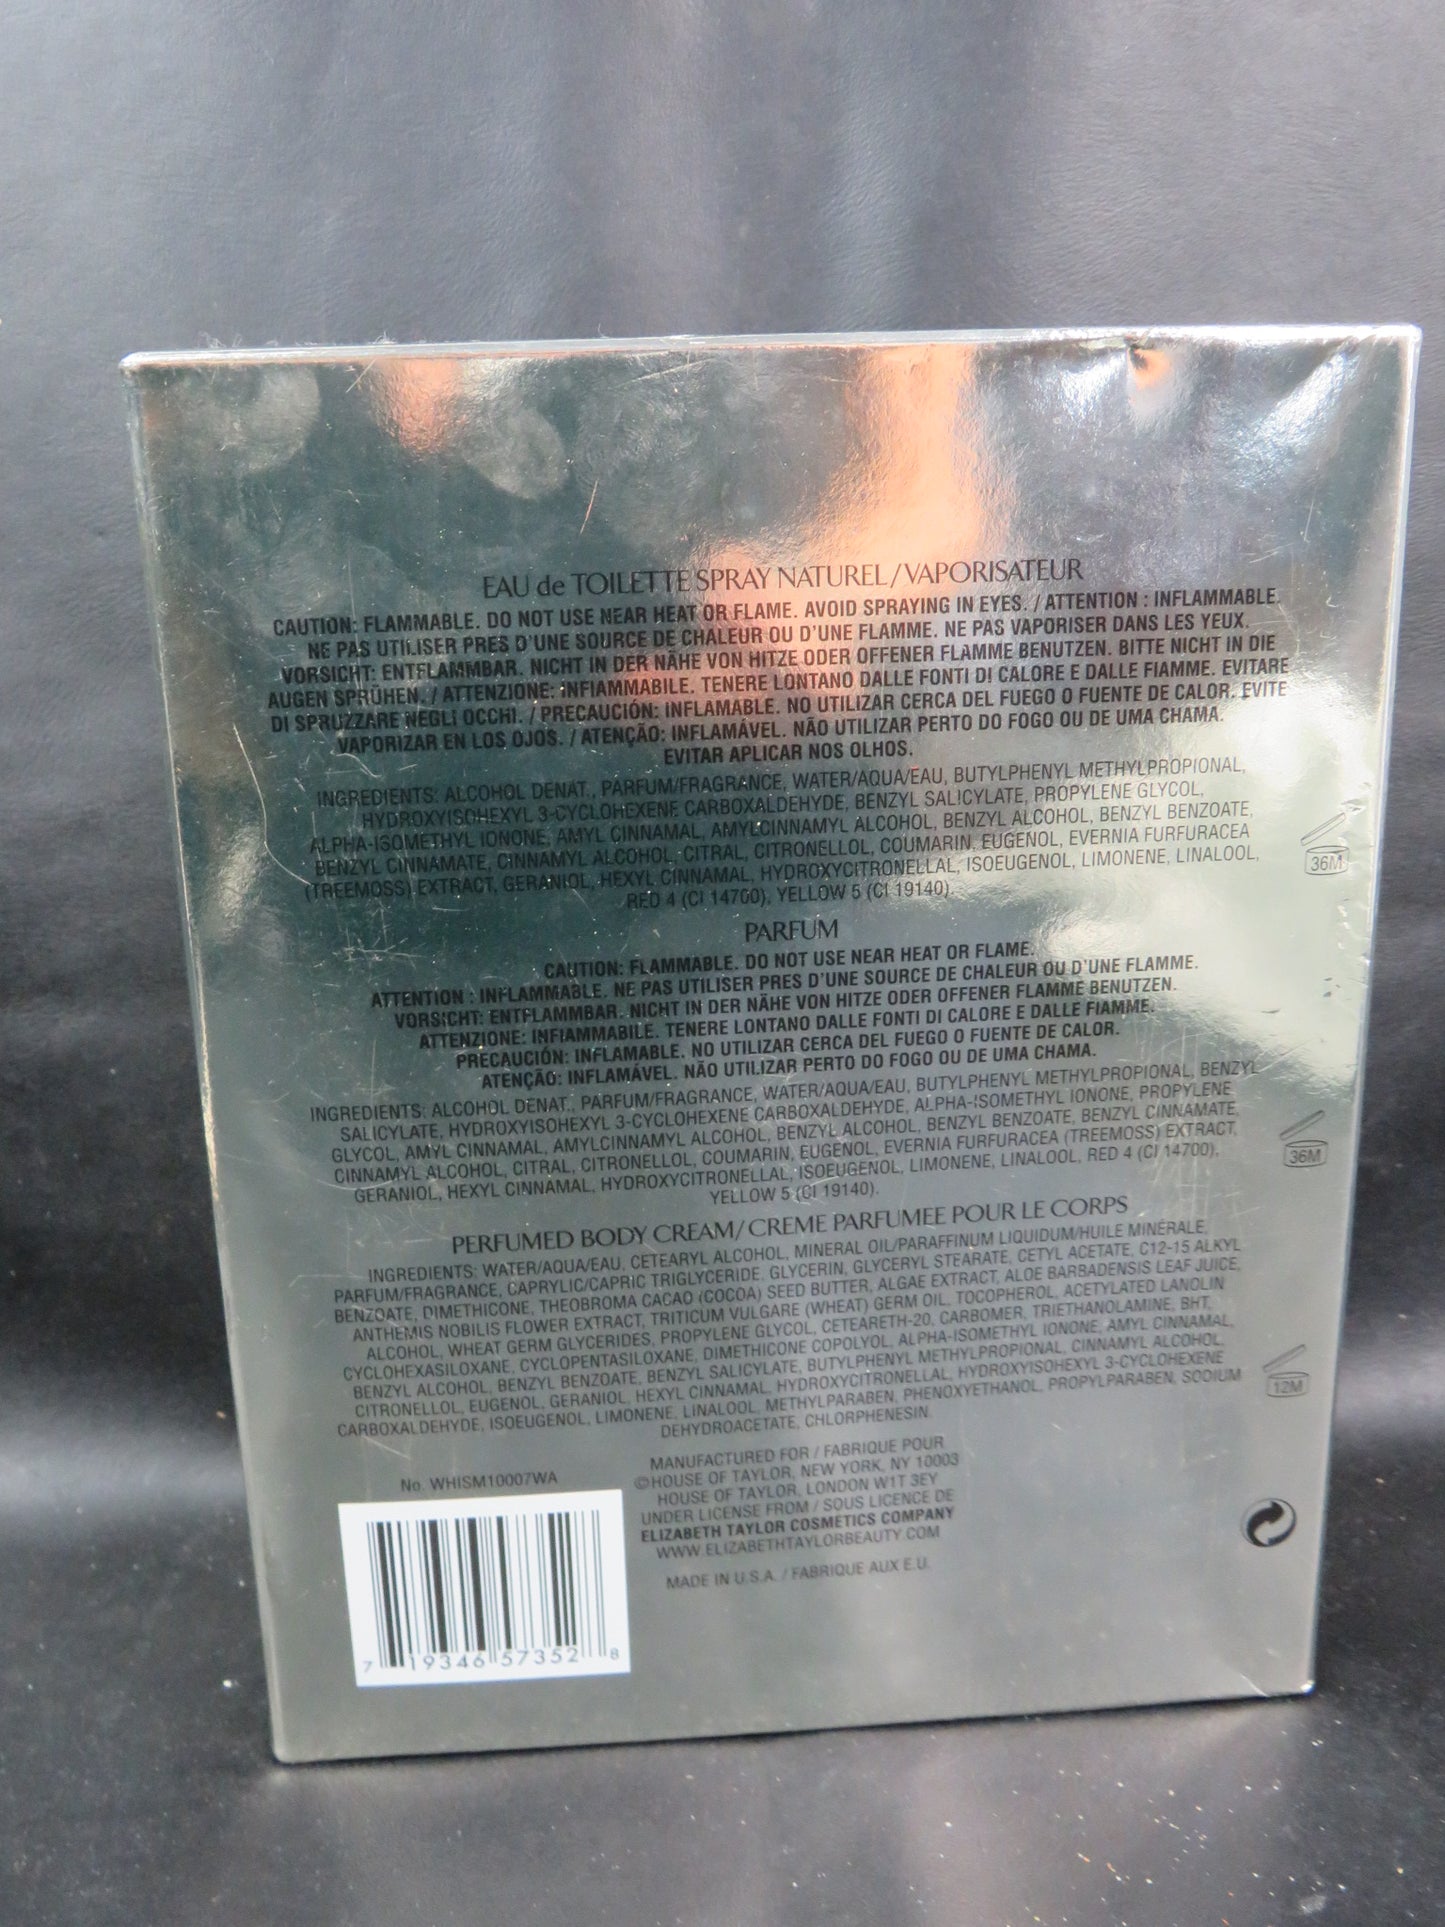 EAU de TOILETTE SPRAY NATUREL/VAPORISATEUR
CAUTION: FLAMMABLE. DO NOT USE NEAR HEAT OR FLAME. AVOID SPRAYING IN EYES. / ATTENTION : INFLAMMABLE.
NE PAS UTILISER PRES D'UNE SOURCE DE CHALEUR OU D'UNE FLAMME. NE PAS VAPORISER DANS LES YEUX.
VORSICHT: ENTFLAMMBAR. NICHT IN DER NÄHE VON HITZE ODER OFFENER FLAMME BENUTZEN. BITTE NICHT IN DIE
AUGEN SPRÜHEN. / ATTENZIONE: INFIAMMABILE. TENERE LONTANO DALLE FONTI DI CALORE E DALLE FIAMME. EVITARE
DI SPRUZZARE NEGLI OCCHI. / PRECAUCIÓN: INFLAMABLE. NO UTILIZAR CERCA DEL FUEGO O FUENTE DE CALOR. EVITE
VAPORIZAR EN LOS OJOS. / ATENÇÃO: INFLAMÁVEL. NÃO UTILIZAR PERTO DO FOGO OU DE UMA CHAMA.
EVITAR APLICAR NOS OLHOS.
INGREDIENTS: ALCOHOL DENAT., PARFUM/FRAGRANCE, WATER/AQUA/EAU, BUTYLPHENYL METHYLPROPIONAL,
HYDROXYISOHEXYL 3-CYCLOHEXENE CARBOXALDEHYDE, BENZYL SALICYLATE, PROPYLENE GLYCOL,
ALPHA-ISOMETHYL IONONE, AMYL CINNAMAL, AMYLCINNAMYL ALCOHOL, BENZYL ALCOHOL, BENZYL BENZOATE,
BENZYL CINNAMATE, CINNAMYL ALCOHOL, CITRAL, CITRONELLOL, COUMARIN, EUGENOL, EVERNIA FURFURACEA
(TREEMOSS) EXTRACT, GERANIOL, HEXYL CINNAMAL, HYDROXYCITRONELLAL, ISOEUGENOL, LIMONENE, LINALOOL,
RED 4 (CI 14700), YELLOW 5 (CI 19140).
36M
PARFUM
CAUTION: FLAMMABLE. DO NOT USE NEAR HEAT OR FLAME.
ATTENTION : INFLAMMABLE. NE PAS UTILISER PRES D'UNE SOURCE DE CHALEUR OU D'UNE FLAMME.
VORSICHT: ENTFLAMMBAR. NICHT IN DER NÄHE VON HITZE ODER OFFENER FLAMME BENUTZEN.
ATTENZIONE: INFIAMMABILE. TENERE LONTANO DALLE FONTI DI CALORE E DALLE FIAMME.
PRECAUCIÓN: INFLAMABLE. NO UTILIZAR CERCA DEL FUEGO O FUENTE DE CALOR.
ATENÇÃO: INFLAMÁVEL. NÃO UTILIZAR PERTO DO FOGO OU DE UMA CHAMA.
INGREDIENTS: ALCOHOL DENAT., PARFUM/FRAGRANCE, WATER/AQUA/EAU, BUTYLPHENYL METHYLPROPIONAL, BENZYL
SALICYLATE, HYDROXYISOHEXYL 3-CYCLOHEXENE CARBOXALDEHYDE, ALPHA-ISOMETHYL IONONE, PROPYLENE
GLYCOL, AMYL CINNAMAL, AMYLCINNAMYL ALCOHOL, BENZYL ALCOHOL, BENZYL BENZOATE, BENZYL CINNAMATE,
CINNAMYL ALCOHOL, CITRAL, CITRONELLOL, COUMARIN, EUGENOL, EVERNIA FURFURACEA (TREEMOSS) EXTRACT,
GERANIOL, HEXYL CINNAMAL, HYDROXYCITRONELLAL, ISOEUGENOL, LIMONENE, LINALOOL, RED 4 (CI 14700),
YELLOW 5 (CI 19140).
36M
PERFUMED BODY CREAM/CREME PARFUMEE POUR LE CORPS
INGREDIENTS: WATER/AQUA/EAU, CETEARYL ALCOHOL, MINERAL OIL/PARAFFINUM LIQUIDUM/HUILE MINÉRALE,
PARFUM/FRAGRANCE, CAPRYLIC/CAPRIC TRIGLYCERIDE, GLYCERIN, GLYCERYL STEARATE, CETYL ACETATE, C12-15 ALKYL
BENZOATE, DIMETHICONE, THEOBROMA CACAO (COCOA) SEED BUTTER, ALGAE EXTRACT, ALOE BARBADENSIS LEAF JUICE,
ANTHEMIS NOBILIS FLOWER EXTRACT, TRITICUM VULGARE (WHEAT) GERM OIL, TOCOPHEROL, ACETYLATED LANOLIN
ALCOHOL, WHEAT GERM GLYCERIDES, PROPYLENE GLYCOL, CETEARETH-20, CARBOMER, TRIETHANOLAMINE, BHT,
CYCLOHEXASILOXANE, CYCLOPENTASILOXANE, DIMETHICONE COPOLYOL, ALPHA-ISOMETHYL IONONE, AMYL CINNAMAL,
BENZYL ALCOHOL, BENZYL BENZOATE, BENZYL SALICYLATE, BUTYLPHENYL METHYLPROPIONAL, CINNAMYL ALCOHOL,
CITRONELLOL, EUGENOL, GERANIOL, HEXYL CINNAMAL, HYDROXYCITRONELLAL, HYDROXYISOHEXYL 3-CYCLOHEXENE
CARBOXALDEHYDE, ISOEUGENOL, LIMONENE, LINALOOL, METHYLPARABEN, PHENOXYETHANOL, PROPYLPARABEN, SODIUM
DEHYDROACETATE, CHLORPHENESIN.
12M
MANUFACTURED FOR / FABRIQUE POUR
©HOUSE OF TAYLOR, NEW YORK, NY 10003
HOUSE OF TAYLOR, LONDON W1T 3EY
UNDER LICENSE FROM / SOUS LICENCE DE
ELIZABETH TAYLOR COSMETICS COMPANY
WWW.ELIZABETHTAYLORBEAUTY.COM
MADE IN U.S.A. / FABRIQUE AUX E.U.
No. WHISM10007WA
7 19346 57352 8